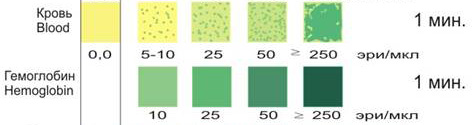 Кровь
Blood
1 мин.
0,0 5-10 25 50 ≥ 250 эри/мкл
Гемоглобин
Hemoglobin
1 мин.
10 25 50 ≥ 250 эри/мкл